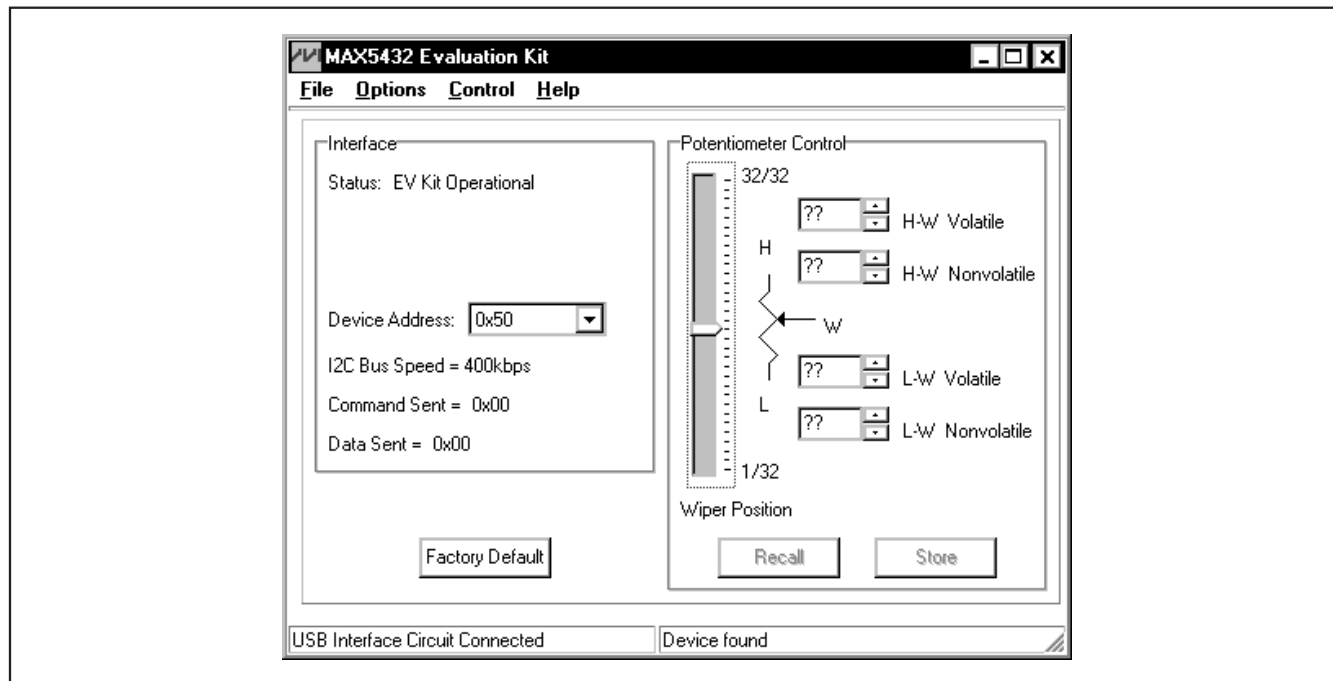 MAX5432 Evaluation Kit
File Options Control Help
Interface
Status: EV Kit Operational
Device Address: 0x50
I2C Bus Speed = 400kbps
Command Sent = 0x00
Data Sent = 0x00
Factory Default
Potentiometer Control
32/32
?? H-W Volatile
H
?? H-W Nonvolatile
W
?? L-W Volatile
L
?? L-W Nonvolatile
1/32
Wiper Position
Recall Store
USB Interface Circuit Connected Device found